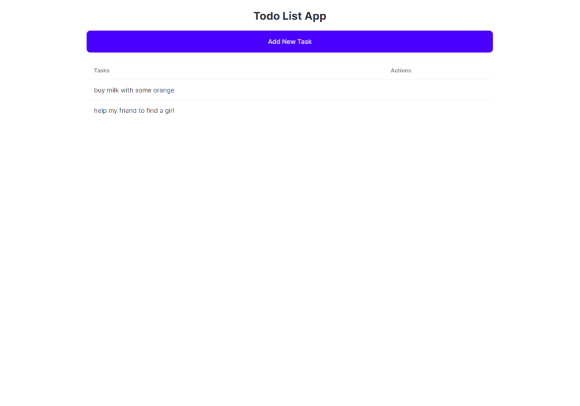 Todo List App
Add New Task
Tasks Actions
buy milk with some orange
help my friend to find a girl